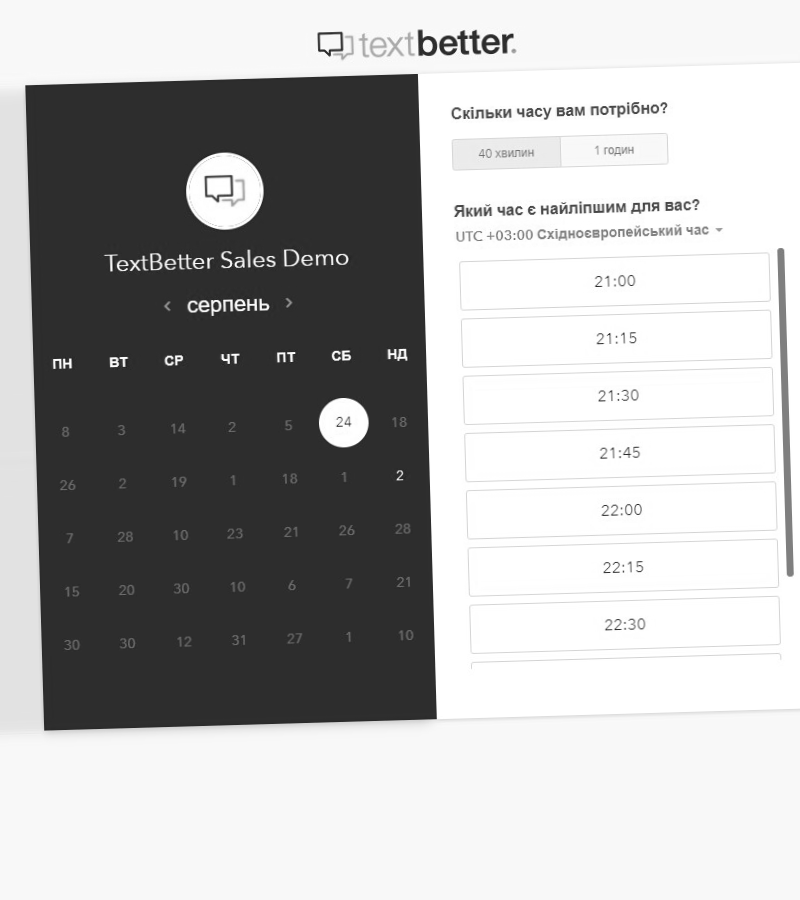 textbetter.
TextBetter Sales Demo
серпень
ПН ВТ СР ЧТ ПТ СБ НД
8 3 14 2 5 24 18
26 2 19 1 18 1 2
7 28 10 23 21 26 28
15 20 30 10 6 7 21
30 30 12 31 27 1 10
Скільки часу вам потрібно?
40 хвилин 1 годин
Який час є найліпшим для вас?
UTC +03:00 Східноєвропейський час
21:00
21:15
21:30
21:45
22:00
22:15
22:30